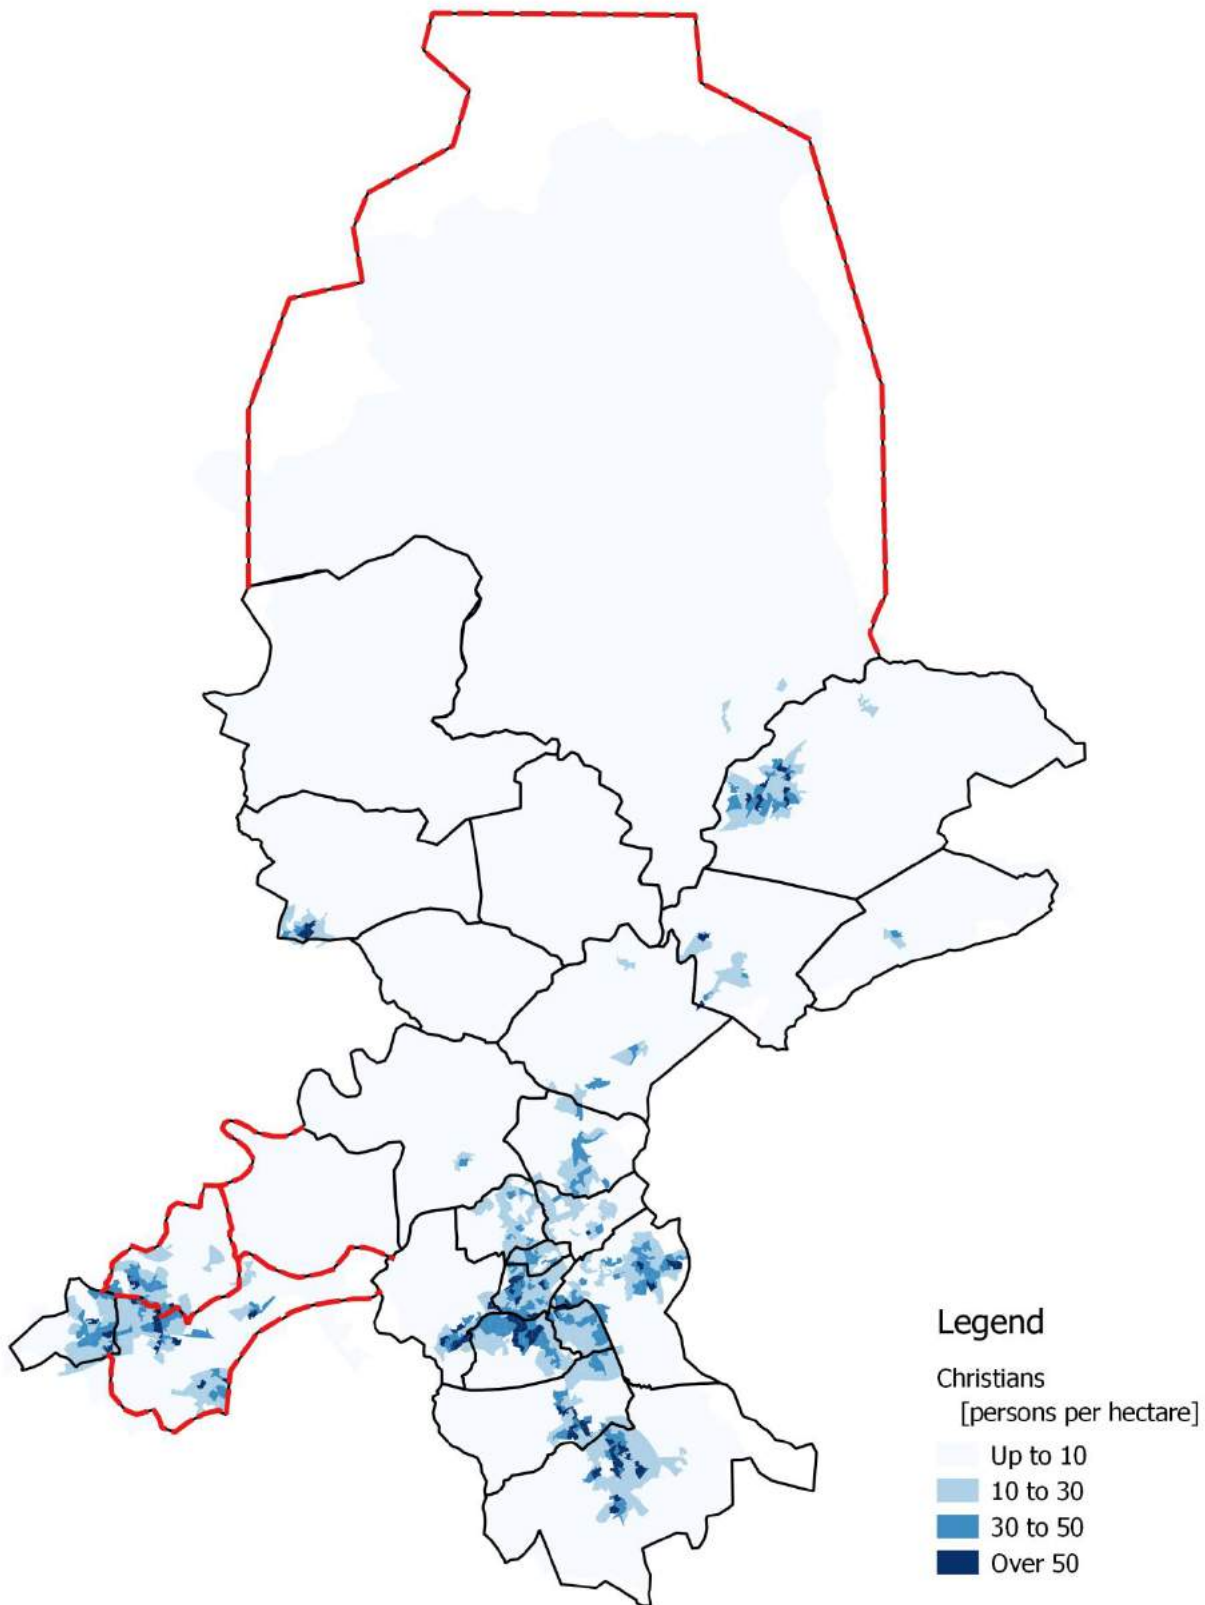 Legend
Christians
[persons per hectare]
Up to 10
10 to 30
30 to 50
Over 50